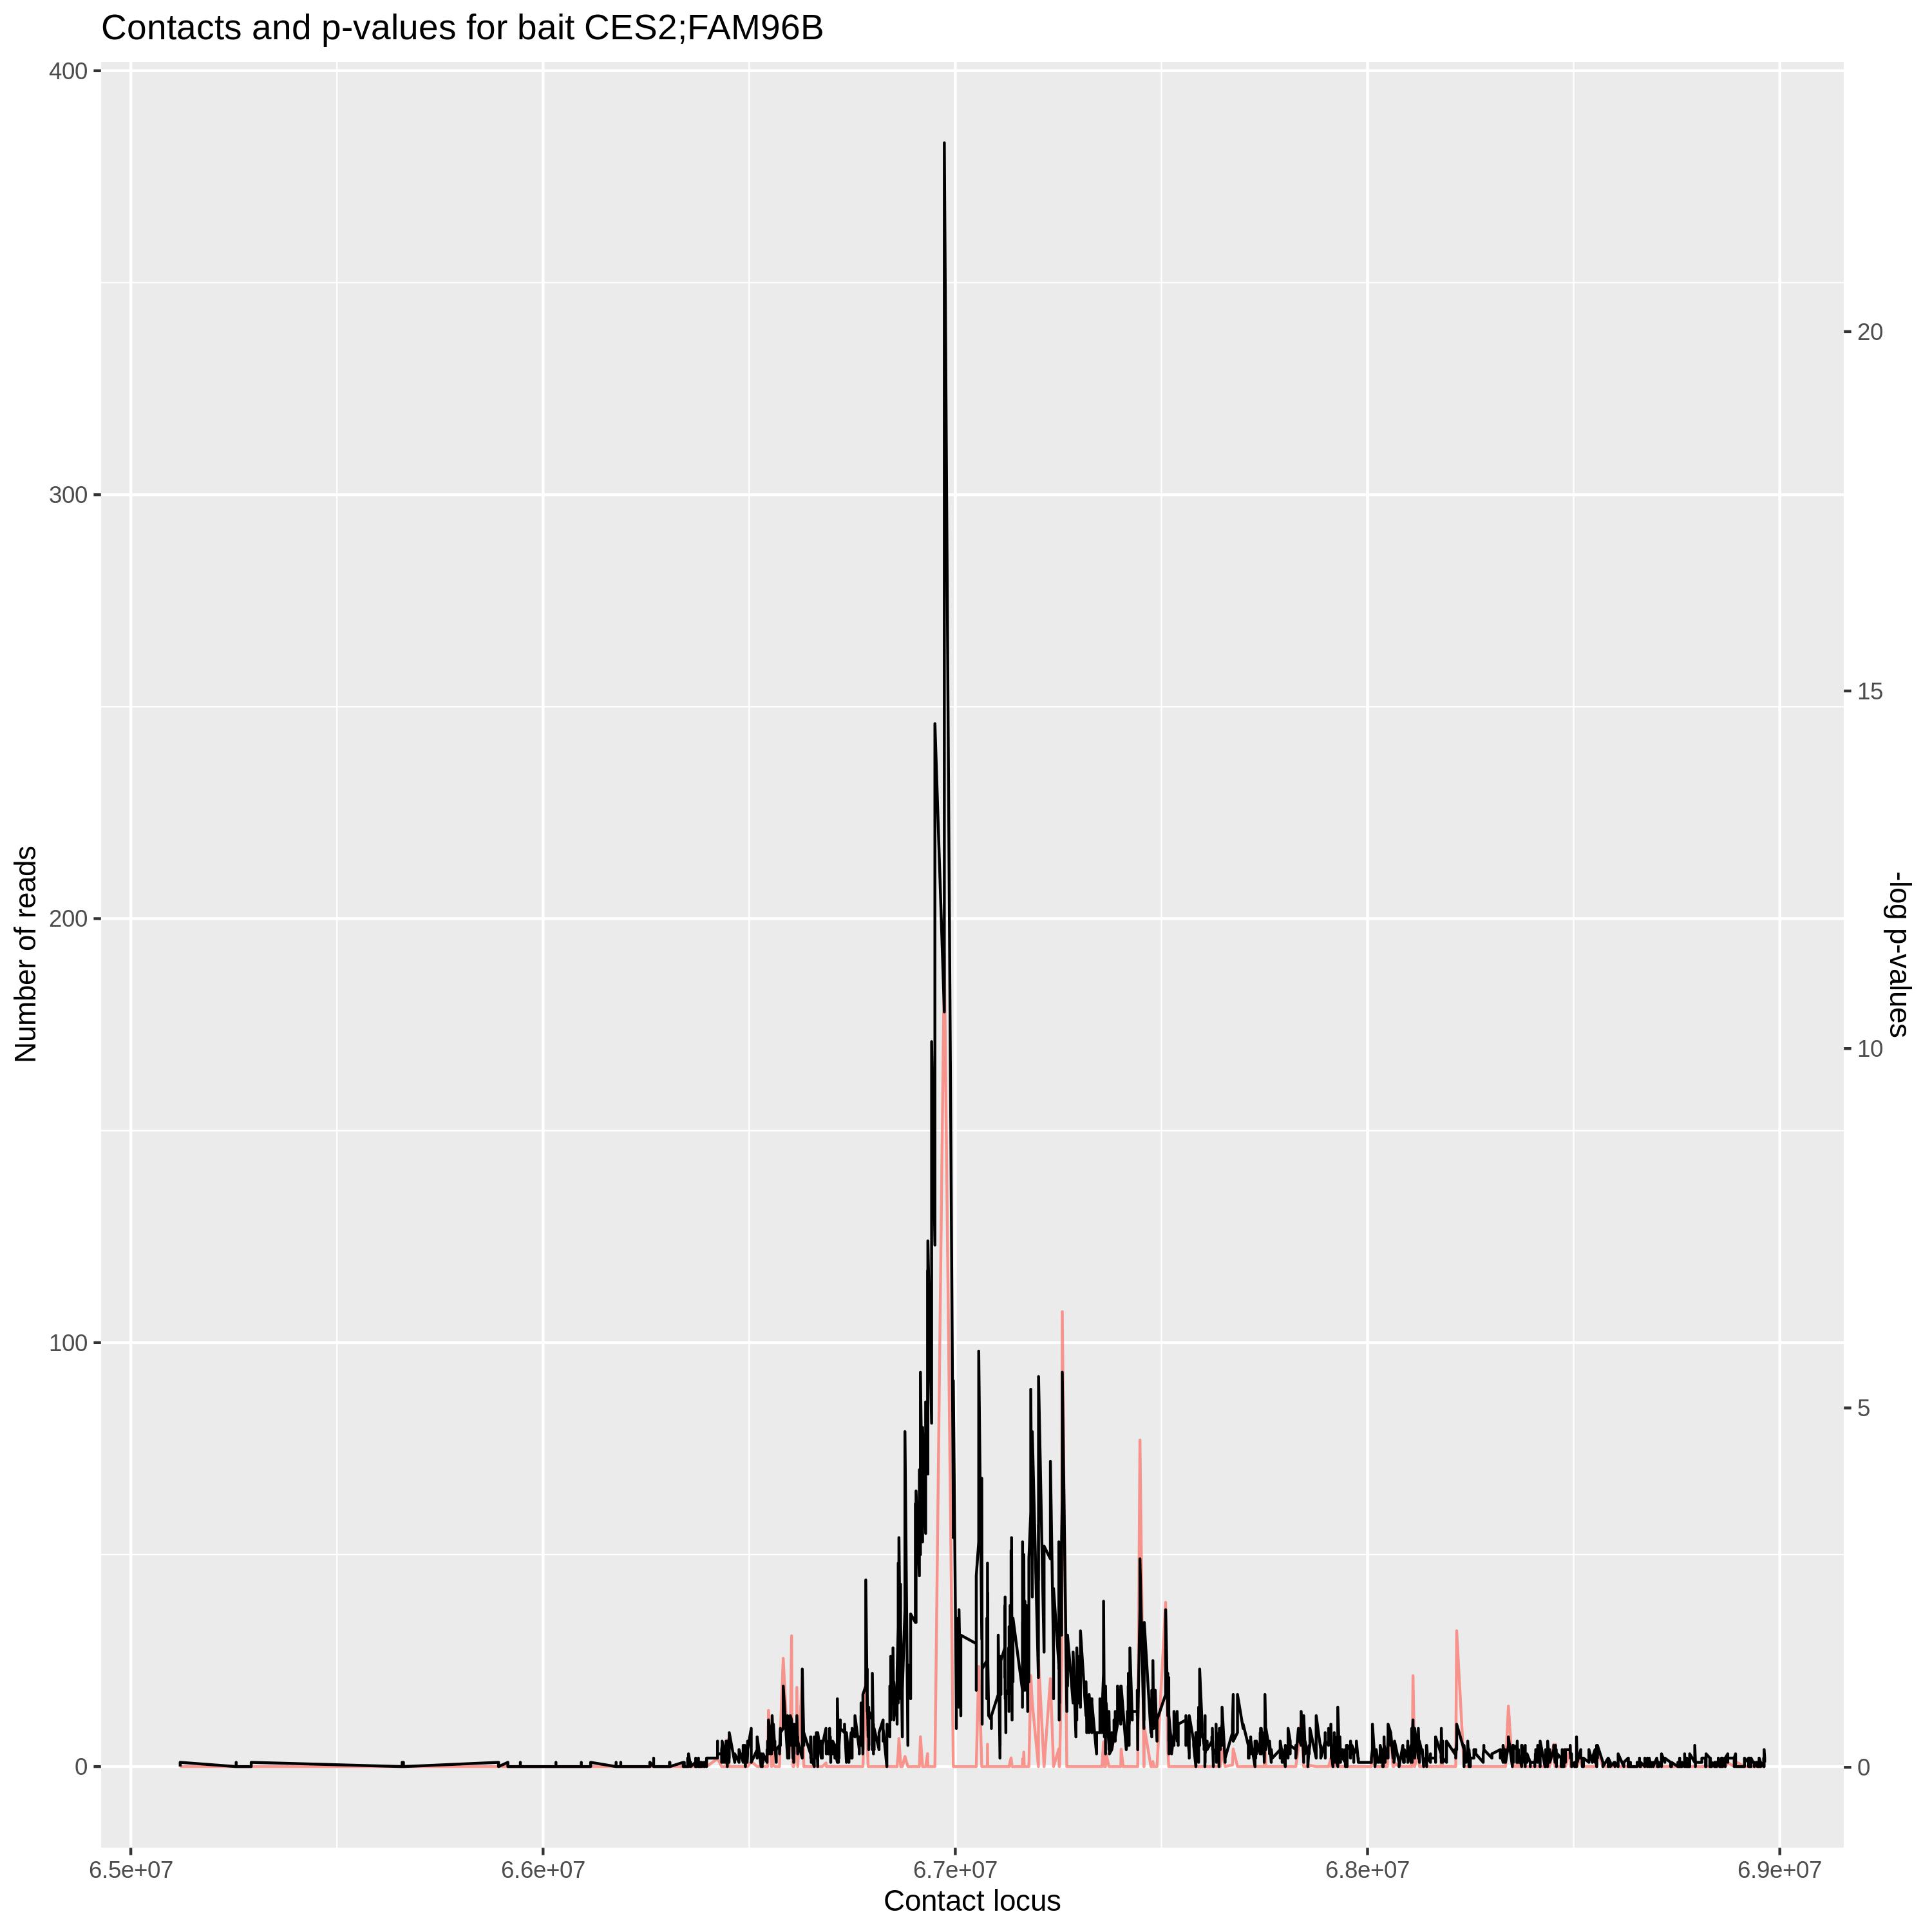 Contacts and p-values for bait CES2;FAM96B
400
300
200
100
0
Number of reads
20
15
10
5
0
-log p-values
6.5e+07 6.6e+07 6.7e+07 6.8e+07 6.9e+07
Contact locus